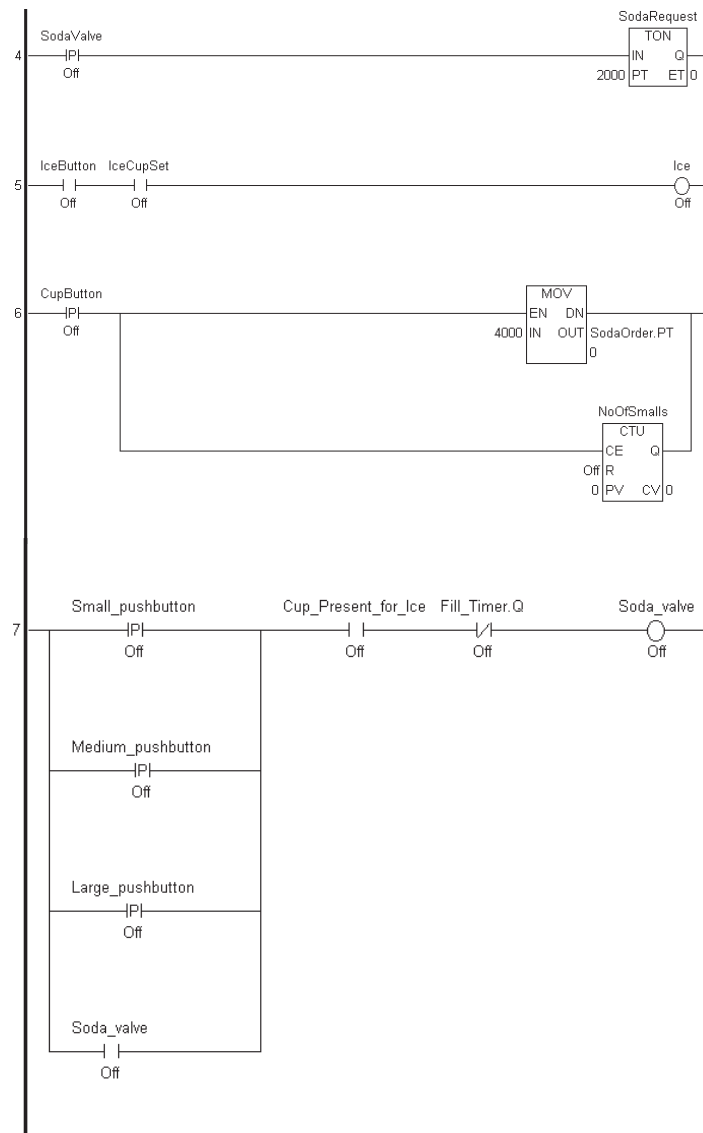 SodaRequest
SodaValve TON
4 P IN Q
Off 2000 PT ET 0
IceButton IceCupSet Ice
5
Off Off Off
CupButton MOV
6 P EN DN
Off 4000 IN OUT SodaOrder.PT
0
NoOfSmalls
CTU
CE Q
Off R
0 PV CV 0
Small_pushbutton Cup_Present_for_Ice Fill_Timer.Q Soda_valve
7 P
Off Off Off Off
Medium_pushbutton
P
Off
Large_pushbutton
P
Off
Soda_valve
Off